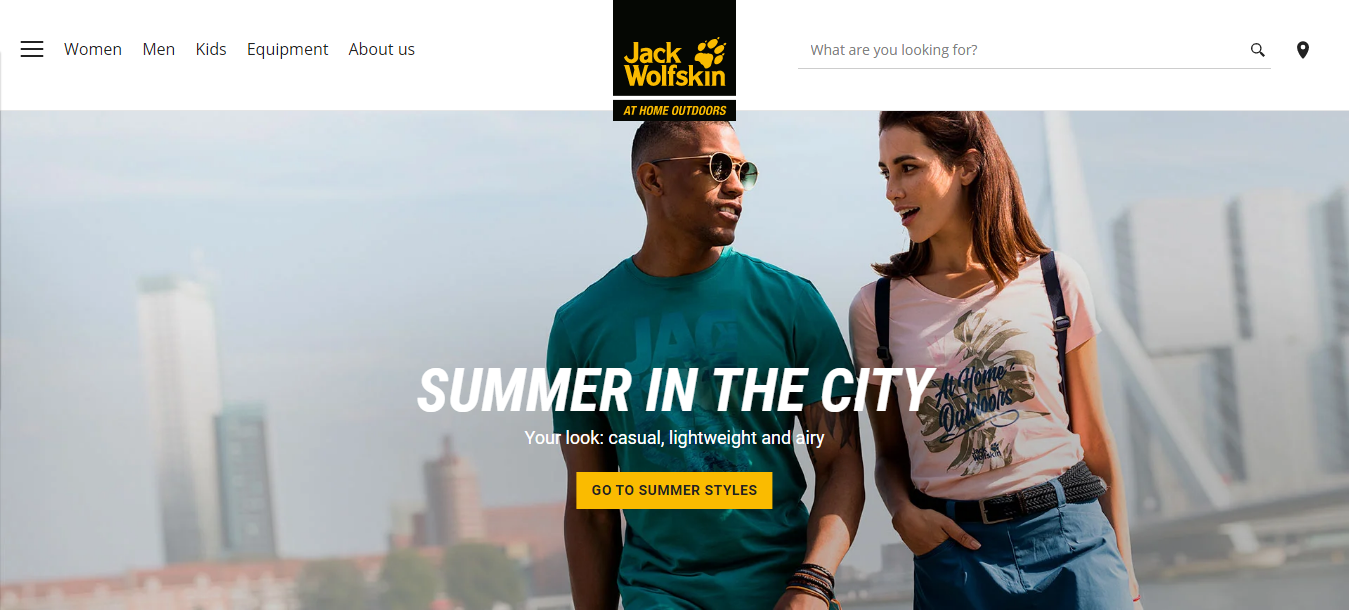 Women Men Kids Equipment About us
Jack
Wolfskin
AT HOME OUTDOORS
What are you looking for?
JAC
SUMMER IN THE CITY
At Home
Outdoors
Jack
Wolfskin
Your look: casual, lightweight and airy
GO TO SUMMER STYLES